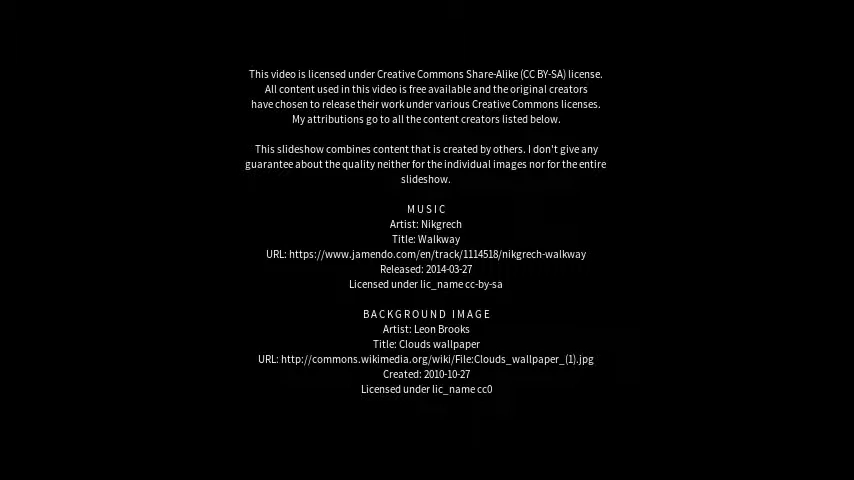 This video is licensed under Creative Commons Share-Alike (CC BY-SA) license.
All content used in this video is free available and the original creators
have chosen to release their work under various Creative Commons licenses.
My attributions go to all the content creators listed below.
This slideshow combines content that is created by others. I don't give any
guarantee about the quality neither for the individual images nor for the entire
slideshow.
MUSIC
Artist: Nikgrech
Title: Walkway
URL: https://www.jamendo.com/en/track/1114518/nikgrech-walkway
Released: 2014-03-27
Licensed under lic_name cc-by-sa
BACKGROUND IMAGE
Artist: Leon Brooks
Title: Clouds wallpaper
URL: http://commons.wikimedia.org/wiki/File:Clouds_wallpaper_(1).jpg
Created: 2010-10-27
Licensed under lic_name cc0